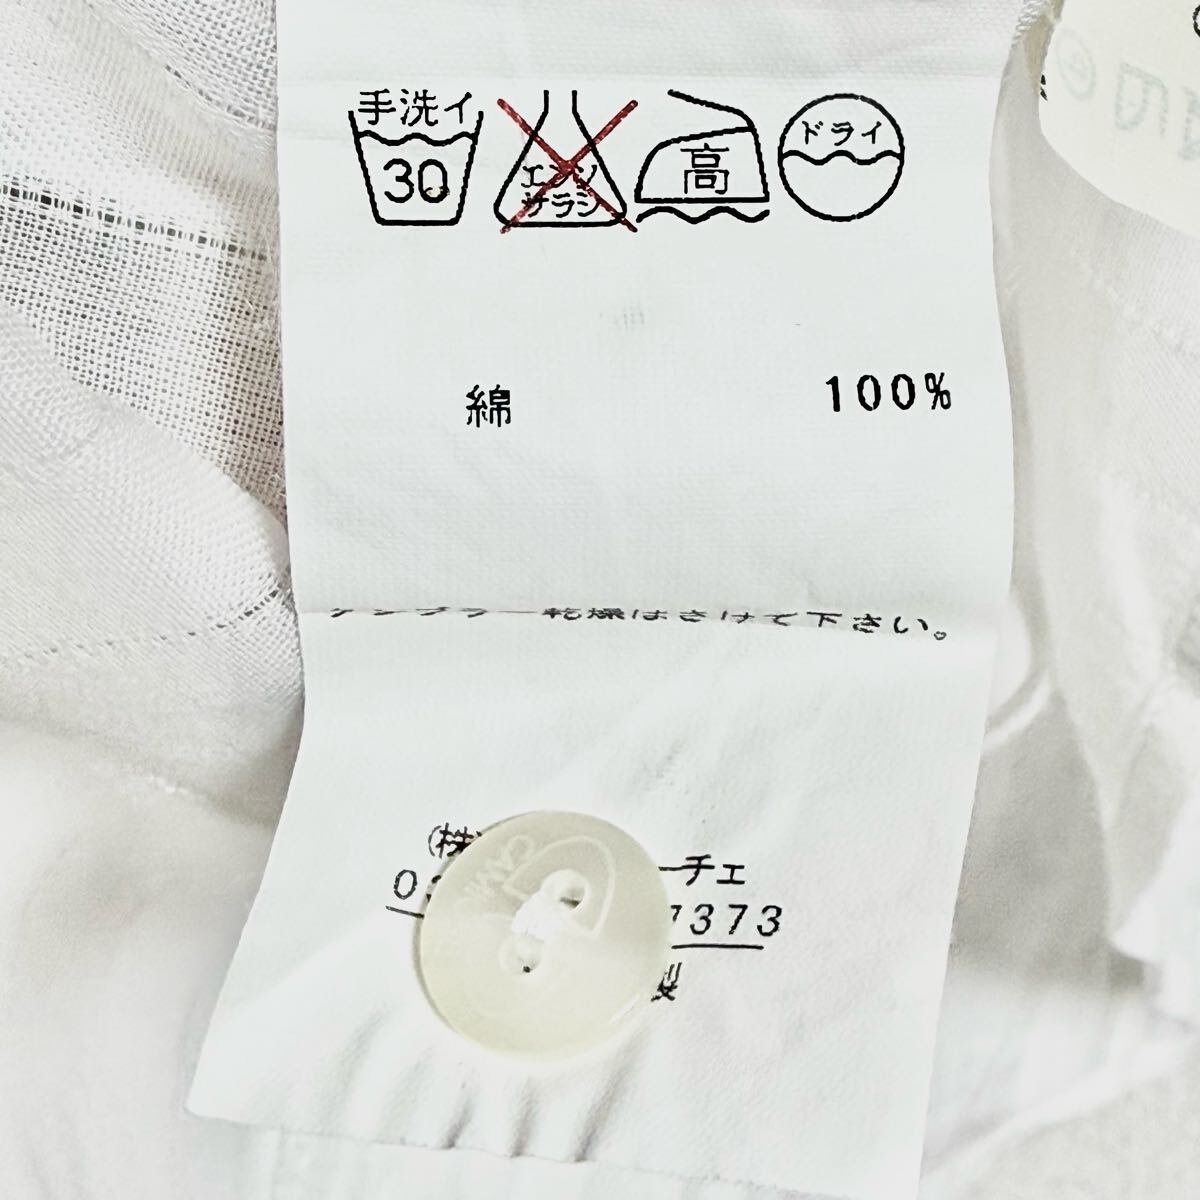 手洗イ 30 エンソ サラシ 高 ドライ
綿 100%
タンブラー乾燥はさけて下さい。
(株) ーチェ
7373
製